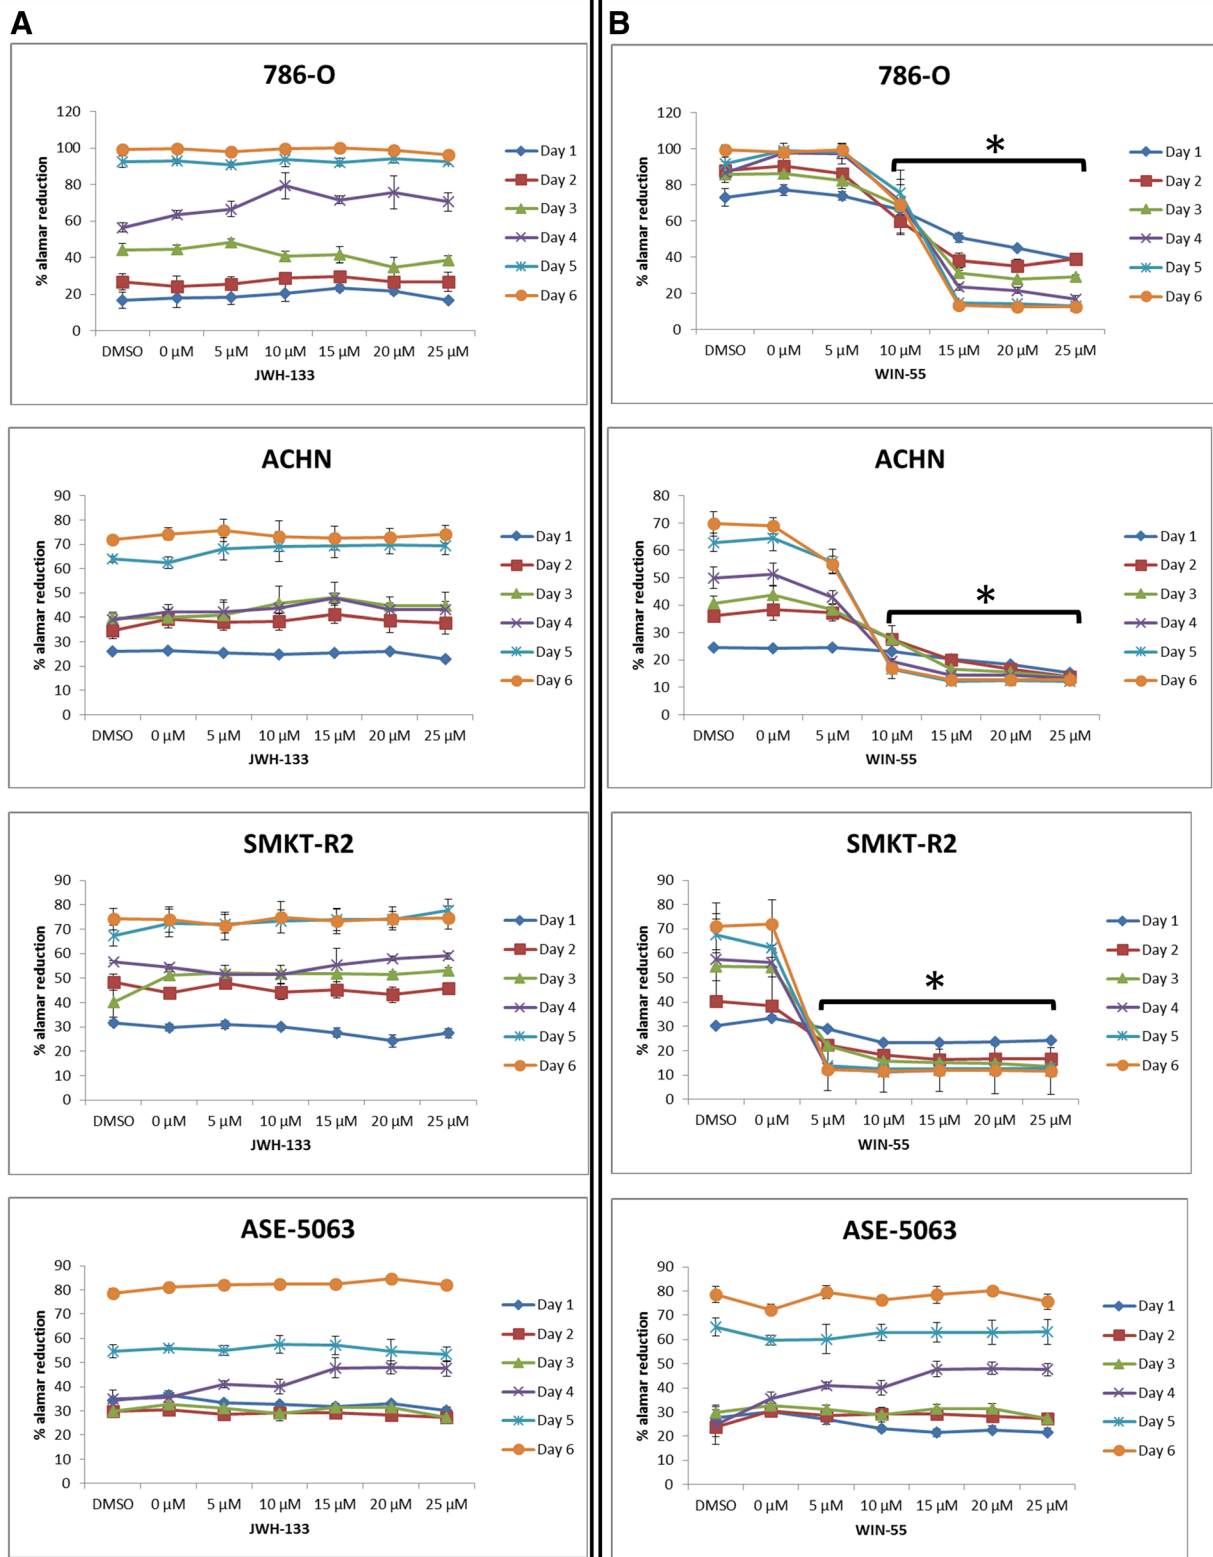 A
786-O
% alamar reduction
120
100
80
60
40
20
0
DMSO 0 μM 5 μM 10 μM 15 μM 20 μM 25 μM
JWH-133
Day 1
Day 2
Day 3
Day 4
Day 5
Day 6
ACHN
% alamar reduction
90
80
70
60
50
40
30
20
10
0
DMSO 0 μM 5 μM 10 μM 15 μM 20 μM 25 μM
JWH-133
Day 1
Day 2
Day 3
Day 4
Day 5
Day 6
SMKT-R2
% alamar reduction
90
80
70
60
50
40
30
20
10
0
DMSO 0 μM 5 μM 10 μM 15 μM 20 μM 25 μM
JWH-133
Day 1
Day 2
Day 3
Day 4
Day 5
Day 6
ASE-5063
% alamar reduction
90
80
70
60
50
40
30
20
10
0
DMSO 0 μM 5 μM 10 μM 15 μM 20 μM 25 μM
JWH-133
Day 1
Day 2
Day 3
Day 4
Day 5
Day 6
B
786-O
% alamar reduction
120
100
80
60
40
20
0
*
DMSO 0 μM 5 μM 10 μM 15 μM 20 μM 25 μM
WIN-55
Day 1
Day 2
Day 3
Day 4
Day 5
Day 6
ACHN
% alamar reduction
80
70
60
50
40
30
20
10
0
*
DMSO 0 μM 5 μM 10 μM 15 μM 20 μM 25 μM
WIN-55
Day 1
Day 2
Day 3
Day 4
Day 5
Day 6
SMKT-R2
% alamar reduction
90
80
70
60
50
40
30
20
10
0
*
DMSO 0 μM 5 μM 10 μM 15 μM 20 μM 25 μM
WIN-55
Day 1
Day 2
Day 3
Day 4
Day 5
Day 6
ASE-5063
% alamar reduction
90
80
70
60
50
40
30
20
10
0
DMSO 0 μM 5 μM 10 μM 15 μM 20 μM 25 μM
WIN-55
Day 1
Day 2
Day 3
Day 4
Day 5
Day 6